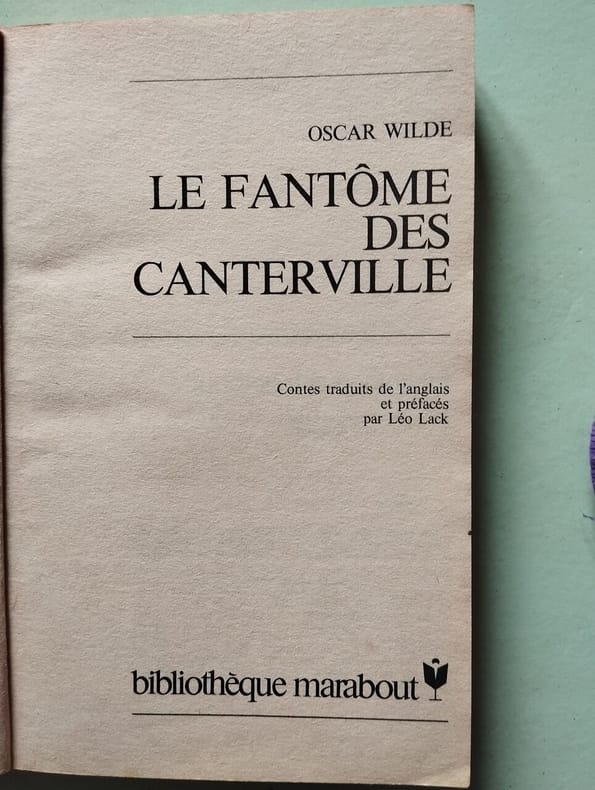 OSCAR WILDE
LE FANTÔME
DES
CANTERVILLE
Contes traduits de l'anglais
et préfacés
par Léo Lack
bibliothèque marabout